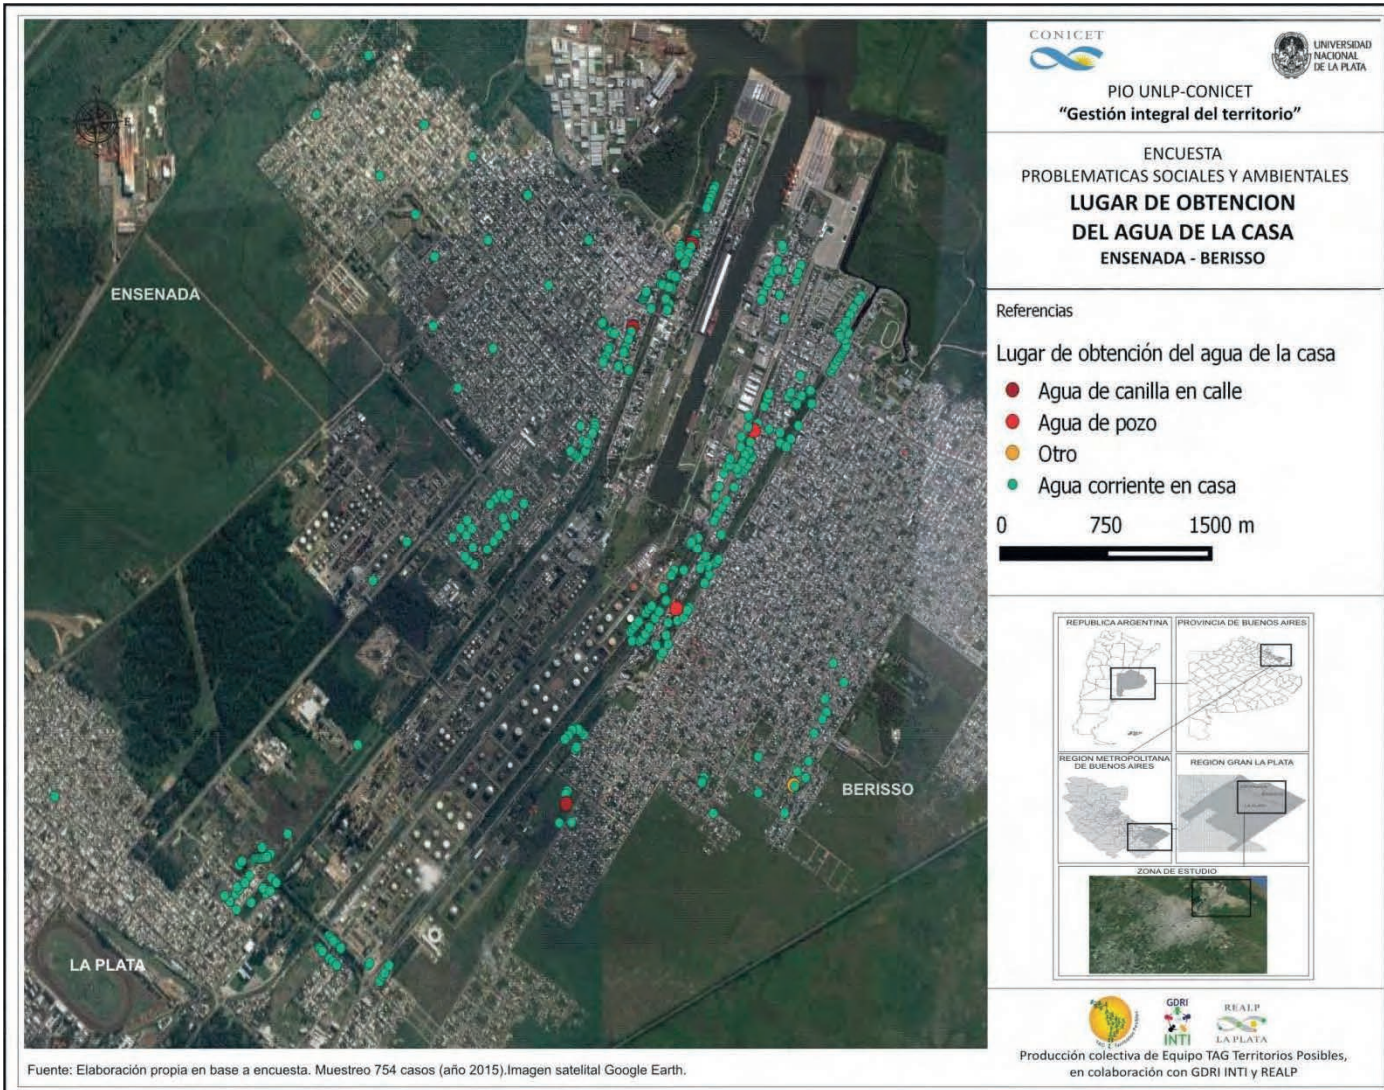 ENSENADA
BERISSO
LA PLATA
CONICET
UNIVERSIDAD
NACIONAL
DE LA PLATA
PIO UNLP-CONICET
“Gestión integral del territorio”
ENCUESTA
PROBLEMATICAS SOCIALES Y AMBIENTALES
LUGAR DE OBTENCION
DEL AGUA DE LA CASA
ENSENADA - BERISSO
Referencias
Lugar de obtención del agua de la casa
Agua de canilla en calle
Agua de pozo
Otro
Agua corriente en casa
0 750 1500 m
REPUBLICA ARGENTINA
PROVINCIA DE BUENOS AIRES
REGION METROPOLITANA
DE BUENOS AIRES
REGION GRAN LA PLATA
ZONA DE ESTUDIO
TAG Territorios Posibles
GDRI
INTI
REALP
LA PLATA
Producción colectiva de Equipo TAG Territorios Posibles,
en colaboración con GDRI INTI y REALP
Fuente: Elaboración propia en base a encuesta. Muestreo 754 casos (año 2015).Imagen satelital Google Earth.